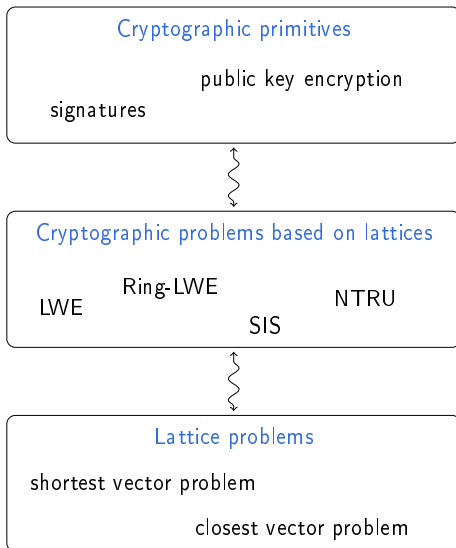 Cryptographic primitives
public key encryption
signatures
Cryptographic problems based on lattices
Ring-LWE
NTRU
LWE
SIS
Lattice problems
shortest vector problem
closest vector problem